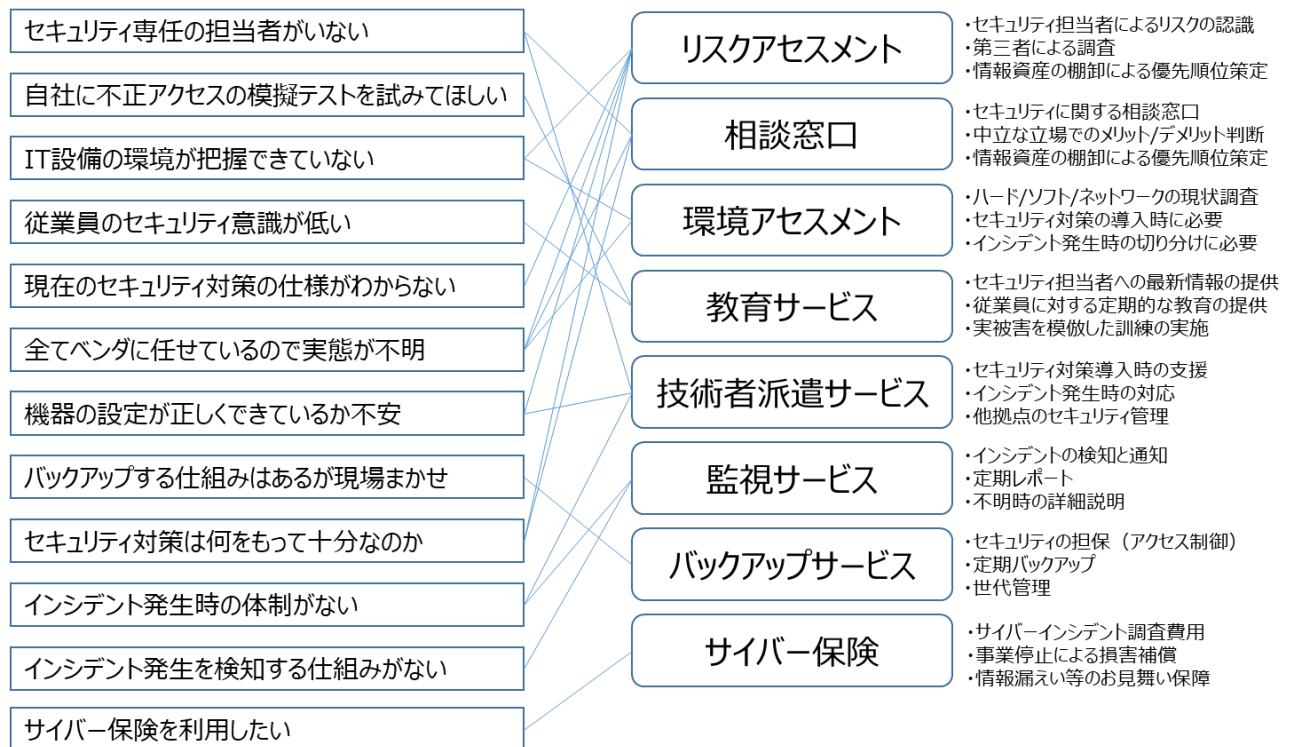 セキュリティ専任の担当者がいない
自社に不正アクセスの模擬テストを試みてほしい
IT設備の環境が把握できていない
従業員のセキュリティ意識が低い
現在のセキュリティ対策の仕様がわからない
全てベンダに任せているので実態が不明
機器の設定が正しくできているか不安
バックアップする仕組みはあるが現場まかせ
セキュリティ対策は何をもって十分なのか
インシデント発生時の体制がない
インシデント発生を検知する仕組みがない
サイバー保険を利用したい
リスクアセスメント
・セキュリティ担当者によるリスクの認識
・第三者による調査
・情報資産の棚卸による優先順位策定
相談窓口
・セキュリティに関する相談窓口
・中立な立場でのメリット/デメリット判断
・情報資産の棚卸による優先順位策定
環境アセスメント
・ハード/ソフト/ネットワークの現状調査
・セキュリティ対策の導入時に必要
・インシデント発生時の切り分けに必要
教育サービス
・セキュリティ担当者への最新情報の提供
・従業員に対する定期的な教育の提供
・実被害を模倣した訓練の実施
技術者派遣サービス
・セキュリティ対策導入時の支援
・インシデント発生時の対応
・他拠点のセキュリティ管理
監視サービス
・インシデントの検知と通知
・定期レポート
・不明時の詳細説明
バックアップサービス
・セキュリティの担保（アクセス制御）
・定期バックアップ
・世代管理
サイバー保険
・サイバーインシデント調査費用
・事業停止による損害補償
・情報漏えい等のお見舞い保障